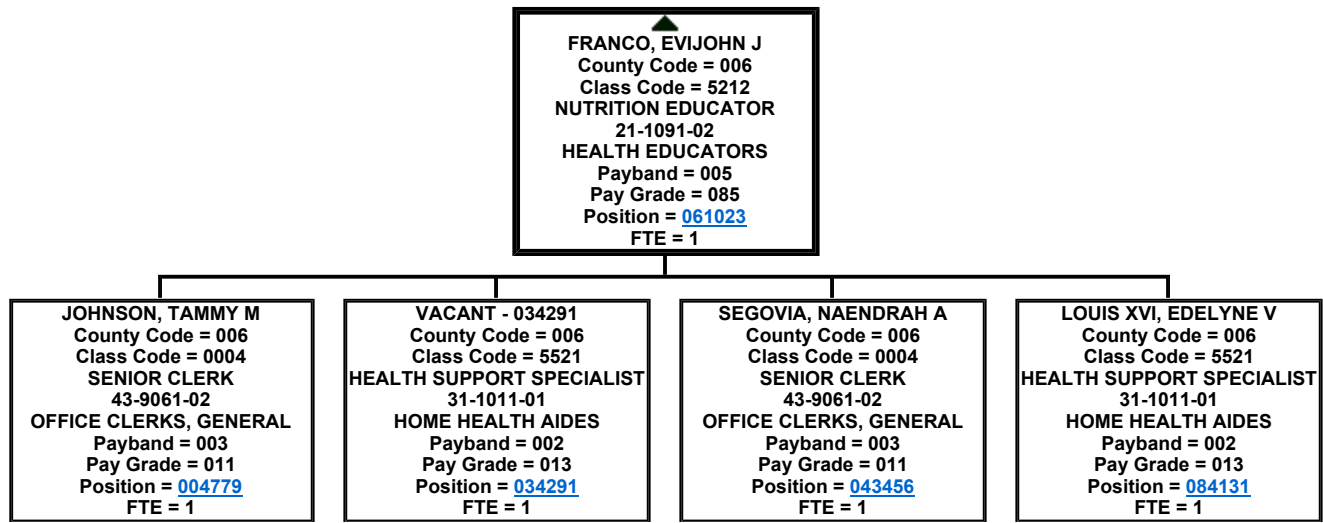 FRANCO, EVIJOHN J
County Code = 006
Class Code = 5212
NUTRITION EDUCATOR
21-1091-02
HEALTH EDUCATORS
Payband = 005
Pay Grade = 085
Position = 061023
FTE = 1
JOHNSON, TAMMY M
County Code = 006
Class Code = 0004
SENIOR CLERK
43-9061-02
OFFICE CLERKS, GENERAL
Payband = 003
Pay Grade = 011
Position = 004779
FTE = 1
VACANT - 034291
County Code = 006
Class Code = 5521
HEALTH SUPPORT SPECIALIST
31-1011-01
HOME HEALTH AIDES
Payband = 002
Pay Grade = 013
Position = 034291
FTE = 1
SEGOVIA, NAENDRAH A
County Code = 006
Class Code = 0004
SENIOR CLERK
43-9061-02
OFFICE CLERKS, GENERAL
Payband = 003
Pay Grade = 011
Position = 043456
FTE = 1
LOUIS XVI, EDELYNE V
County Code = 006
Class Code = 5521
HEALTH SUPPORT SPECIALIST
31-1011-01
HOME HEALTH AIDES
Payband = 002
Pay Grade = 013
Position = 084131
FTE = 1